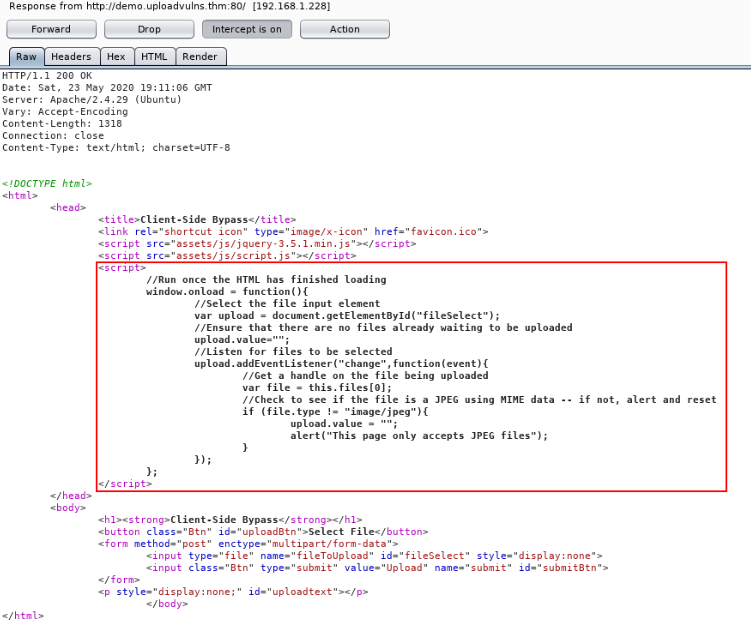 Response from http://demo.uploadvulns.thm:80/ [192.168.1.228]
Forward Drop Intercept is on Action
Raw Headers Hex HTML Render
HTTP/1.1 200 OK
Date: Sat, 23 May 2020 19:11:06 GMT
Server: Apache/2.4.29 (Ubuntu)
Vary: Accept-Encoding
Content-Length: 1318
Connection: close
Content-Type: text/html; charset=UTF-8
<!DOCTYPE html>
<html>
<head>
<title>Client-Side Bypass</title>
<link rel="shortcut icon" type="image/x-icon" href="favicon.ico">
<script src="assets/js/jquery-3.5.1.min.js"></script>
<script src="assets/js/script.js"></script>
<script>
//Run once the HTML has finished loading
window.onload = function(){
//Select the file input element
var upload = document.getElementById("fileSelect");
//Ensure that there are no files already waiting to be uploaded
upload.value="";
//Listen for files to be selected
upload.addEventListener("change",function(event){
//Get a handle on the file being uploaded
var file = this.files[0];
//Check to see if the file is a JPEG using MIME data -- if not, alert and reset
if (file.type != "image/jpeg"){
upload.value = "";
alert("This page only accepts JPEG files");
}
});
};
</script>
</head>
<body>
<h1><strong>Client-Side Bypass</strong></h1>
<button class="Btn" id="uploadBtn">Select File</button>
<form method="post" enctype="multipart/form-data">
<input type="file" name="fileToUpload" id="fileSelect" style="display:none">
<input class="Btn" type="submit" value="Upload" name="submit" id="submitBtn">
</form>
<p style="display:none;" id="uploadtext"></p>
</body>
</html>